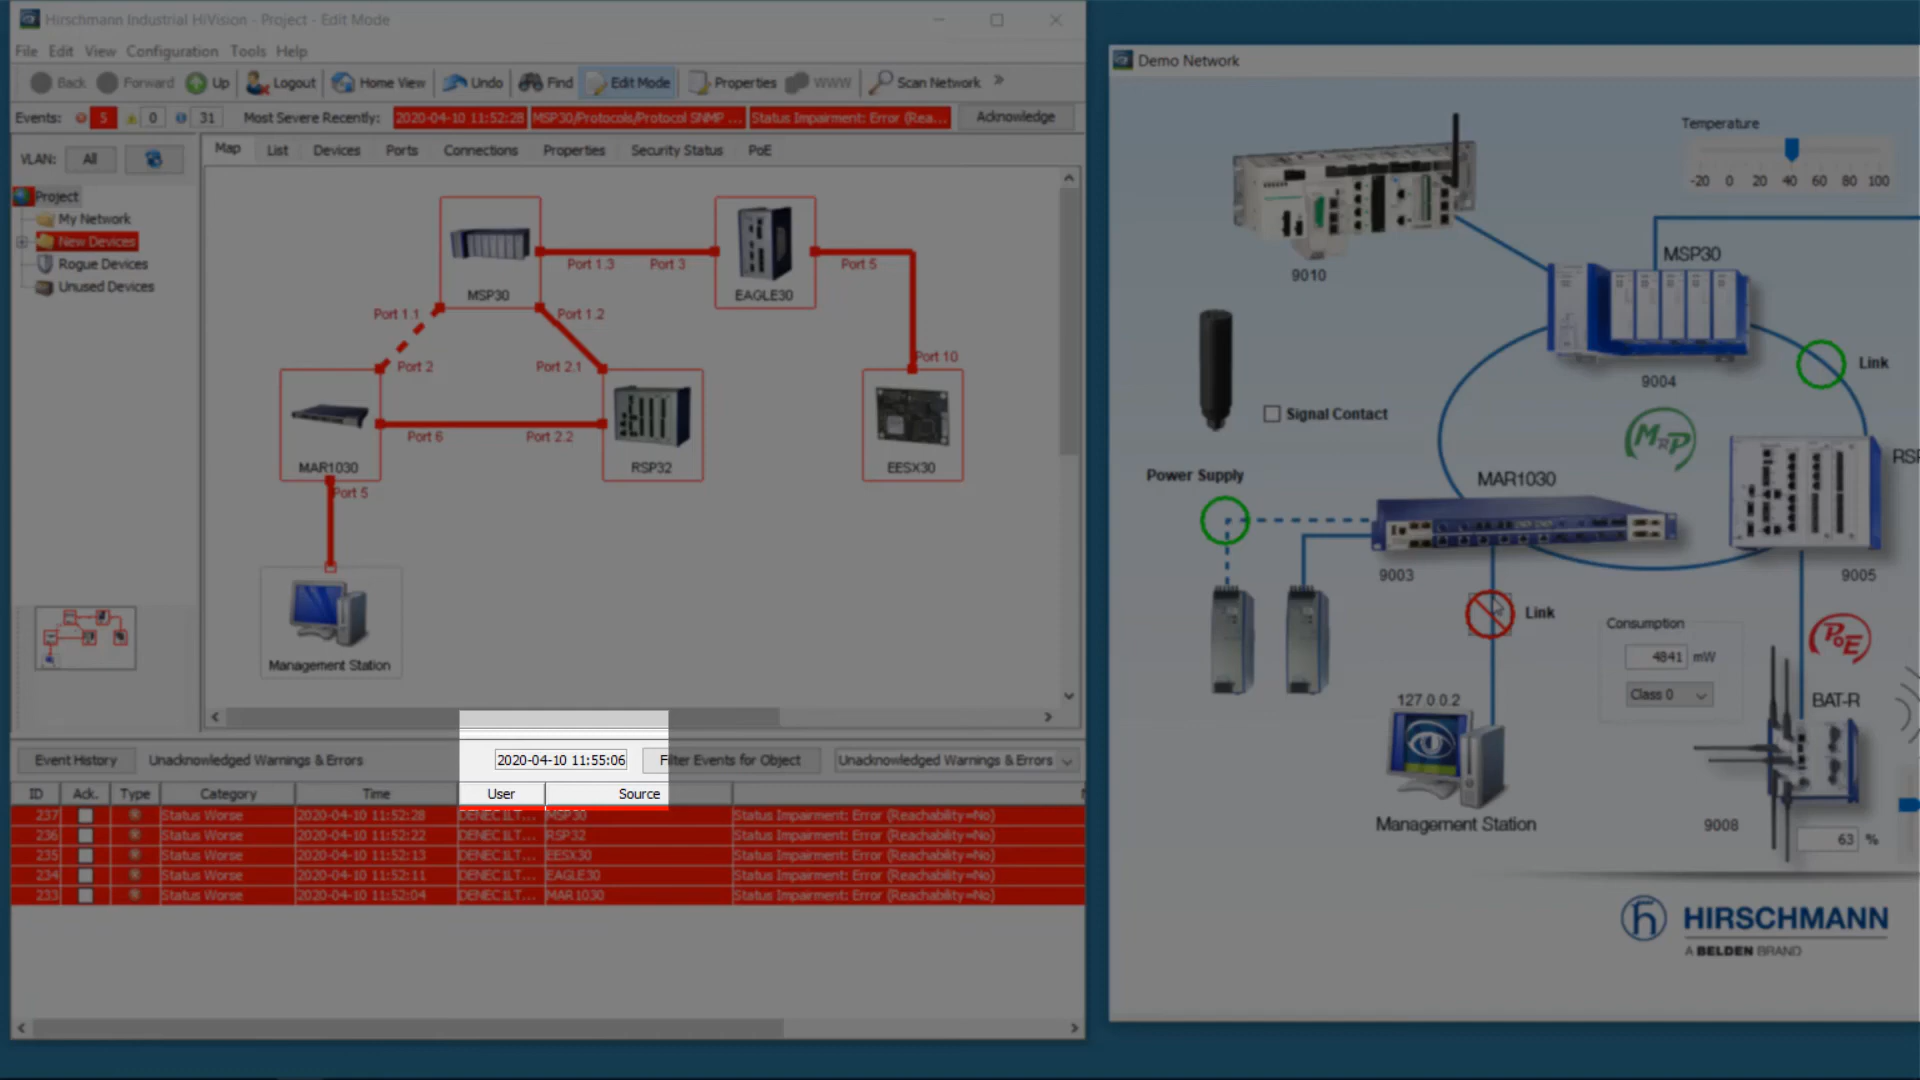 Hirschmann Industrial HiVision - Project - Edit Mode
File Edit View Configuration Tools Help
Back Forward Up Logout Home View Undo Find Edit Mode Properties WWW Scan Network »
Events: 5 0 31 Most Severe Recently: 2020-04-10 11:52:28 MSP30/Protocols/Protocol SNMP ... Status Impairment: Error (Rea... Acknowledge
VLAN: All
Map List Devices Ports Connections Properties Security Status PoE
Project
My Network
New Devices
Rogue Devices
Unused Devices
MSP30
Port 1.3
Port 3
EAGLE30
Port 5
Port 1.1
Port 1.2
Port 2
Port 2.1
Port 10
MAR1030
Port 6
Port 2.2
RSP32
EESX30
Port 5
Management Station
Event History Unacknowledged Warnings & Errors 2020-04-10 11:55:06 Filter Events for Object Unacknowledged Warnings & Errors
ID Ack. Type Category Time User Source
237 Status Worse 2020-04-10 11:52:28 DENEC1LT... MSP30 Status Impairment: Error (Reachability=No)
236 Status Worse 2020-04-10 11:52:22 DENEC1LT... RSP32 Status Impairment: Error (Reachability=No)
235 Status Worse 2020-04-10 11:52:13 DENEC1LT... EESX30 Status Impairment: Error (Reachability=No)
234 Status Worse 2020-04-10 11:52:11 DENEC1LT... EAGLE30 Status Impairment: Error (Reachability=No)
233 Status Worse 2020-04-10 11:52:04 DENEC1LT... MAR1030 Status Impairment: Error (Reachability=No)
Demo Network
Temperature
-20 0 20 40 60 80 100
9010
MSP30
9004
Link
Signal Contact
MRP
Power Supply
MAR1030
9003
RSP
9005
Link
Consumption
4841 mW
Class 0
PoE
BAT-R
127.0.0.2
Management Station
9008
63 %
HIRSCHMANN
A BELDEN BRAND